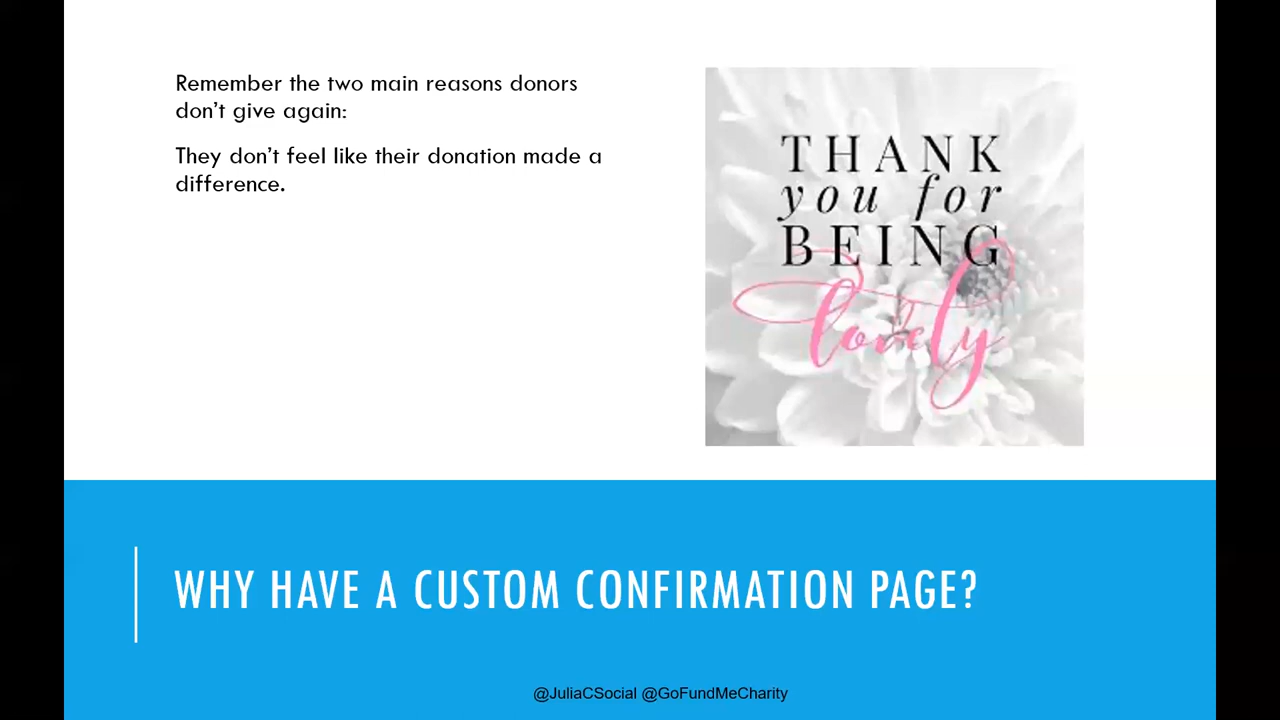 Remember the two main reasons donors
don’t give again:
They don’t feel like their donation made a
difference.
THANK
you for
BEING
lovely
WHY HAVE A CUSTOM CONFIRMATION PAGE?
@JuliaCSocial @GoFundMeCharity